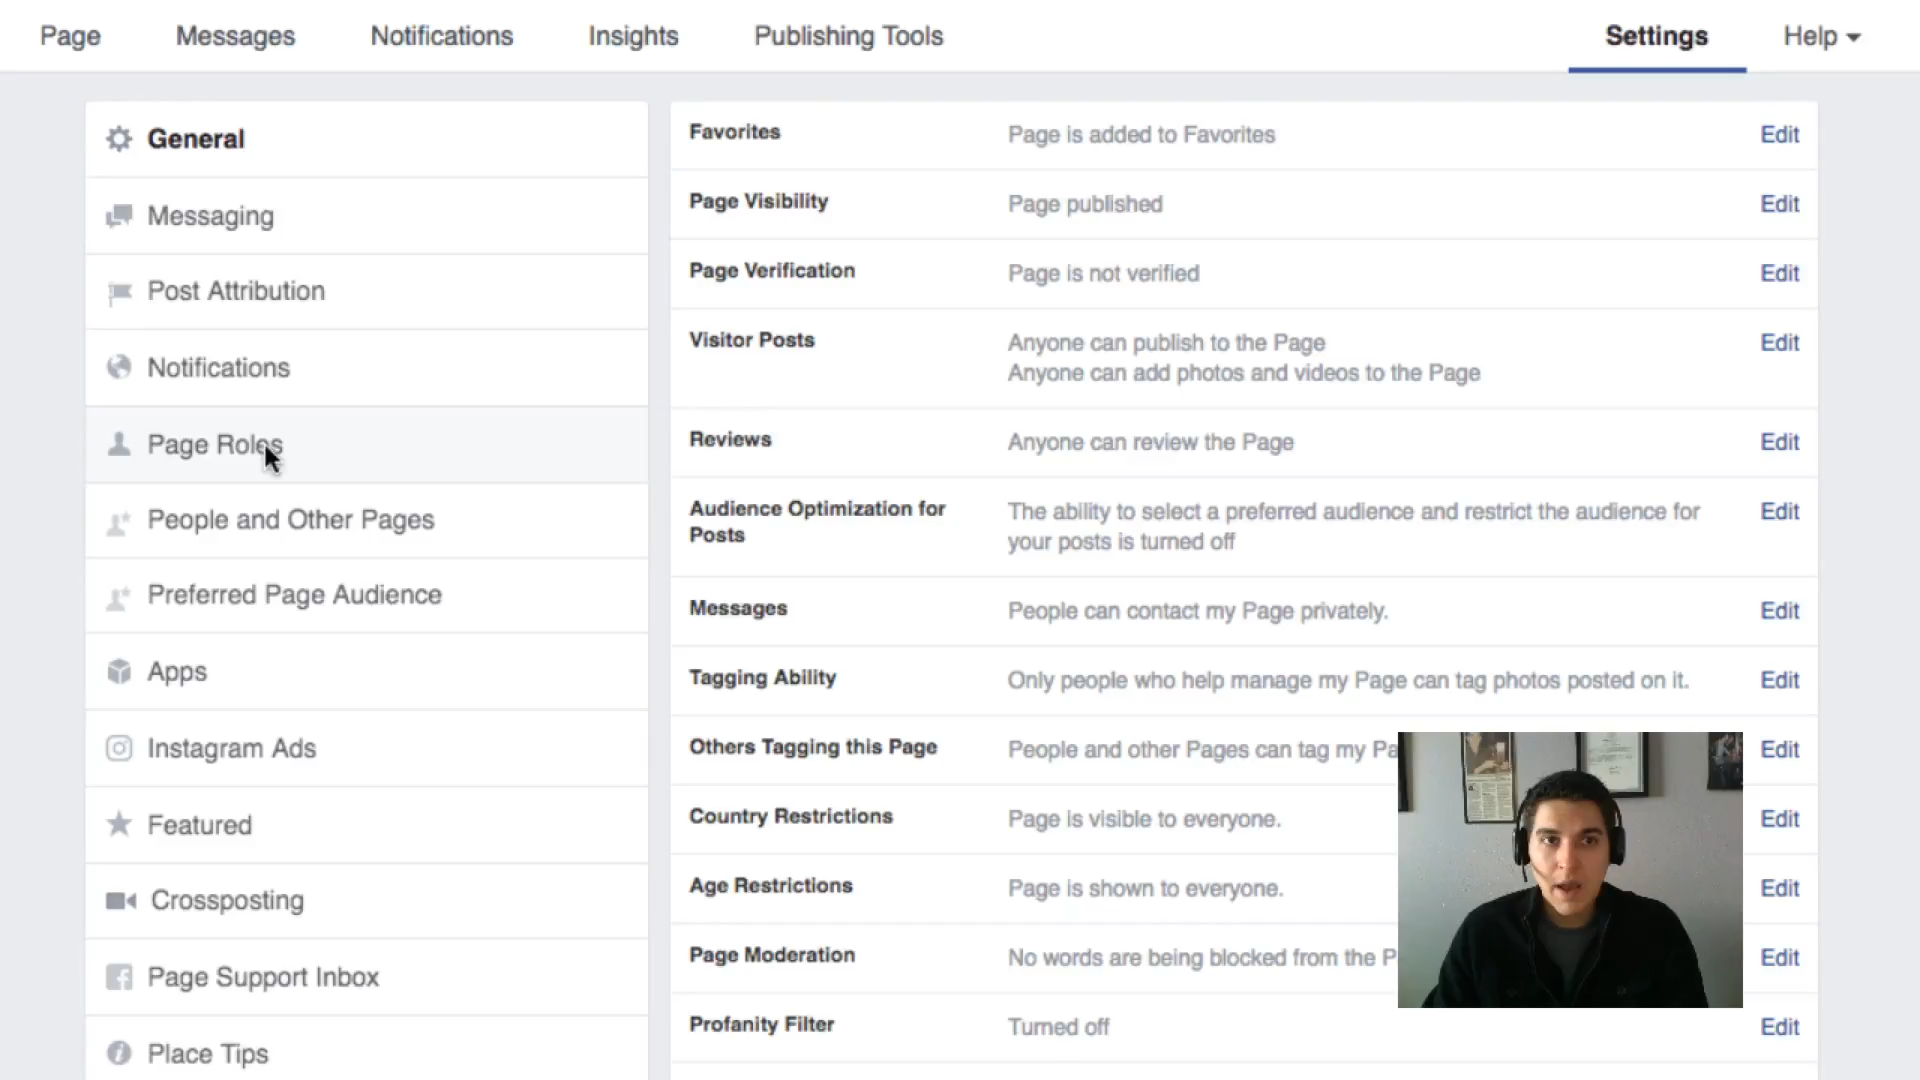 Page Messages Notifications Insights Publishing Tools Settings Help
General
Messaging
Post Attribution
Notifications
Page Roles
People and Other Pages
Preferred Page Audience
Apps
Instagram Ads
Featured
Crossposting
Page Support Inbox
Place Tips
Favorites Page is added to Favorites Edit
Page Visibility Page published Edit
Page Verification Page is not verified Edit
Visitor Posts Anyone can publish to the Page Edit
Anyone can add photos and videos to the Page
Reviews Anyone can review the Page Edit
Audience Optimization for The ability to select a preferred audience and restrict the audience for Edit
Posts your posts is turned off
Messages People can contact my Page privately. Edit
Tagging Ability Only people who help manage my Page can tag photos posted on it. Edit
Others Tagging this Page People and other Pages can tag my Pa Edit
Country Restrictions Page is visible to everyone. Edit
Age Restrictions Page is shown to everyone. Edit
Page Moderation No words are being blocked from the P Edit
Profanity Filter Turned off Edit